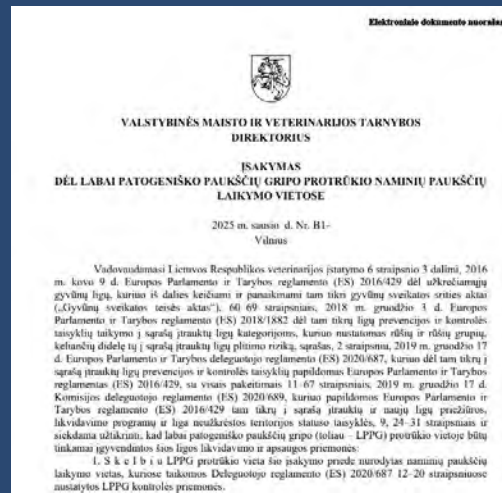 Elektroninio dokumento nuorašas
VALSTYBINĖS MAISTO IR VETERINARIJOS TARNYBOS
DIREKTORIUS
ĮSAKYMAS
DĖL LABAI PATOGENIŠKO PAUKŠČIŲ GRIPO PROTRŪKIO NAMINIŲ PAUKŠČIŲ
LAIKYMO VIETOSE
2025 m. sausio d. Nr. B1-
Vilnius
Vadovaudamasi Lietuvos Respublikos veterinarijos įstatymo 6 straipsnio 3 dalimi, 2016
m. kovo 9 d. Europos Parlamento ir Tarybos reglamento (ES) 2016/429 dėl užkrečiamųjų
gyvūnų ligų, kuriuo iš dalies keičiami ir panaikinami tam tikri gyvūnų sveikatos srities aktai
(„Gyvūnų sveikatos teisės aktas“), 60 69 straipsniais, 2018 m. gruodžio 3 d. Europos
Parlamento ir Tarybos reglamento (ES) 2018/1882 dėl tam tikrų ligų prevencijos ir kontrolės
taisyklių taikymo į sąrašą įtrauktų ligų kategorijoms, kuriuo nustatomas rūšių ir rūšių grupių,
keliančių didelę tų į sąrašą įtrauktų ligų plitimo riziką, sąrašas, 2 straipsniu, 2019 m. gruodžio 17
d. Europos Parlamento ir Tarybos deleguotojo reglamento (ES) 2020/687, kuriuo dėl tam tikrų į
sąrašą įtrauktų ligų prevencijos ir kontrolės taisyklių papildomas Europos Parlamento ir Tarybos
reglamentas (ES) 2016/429, su visais pakeitimais 11–67 straipsniais, 2019 m. gruodžio 17 d.
Komisijos deleguotojo reglamento (ES) 2020/689, kuriuo papildomos Europos Parlamento ir
Tarybos reglamento (ES) 2016/429 tam tikrų į sąrašą įtrauktų ir naujų ligų priežiūros,
likvidavimo programų ir liga neužkrėstos teritorijos statuso taisyklės, 9, 24–31 straipsniais ir
siekdama užtikrinti, kad labai patogeniško paukščių gripo (toliau – LPPG) protrūkio vietoje būtų
tinkamai įgyvendintos šios ligos likvidavimo ir apsaugos priemonės:
1. S k e l b i u LPPG protrūkio vieta šio įsakymo priede nurodytas naminių paukščių
laikymo vietas, kuriose taikomos Deleguotojo reglamento (ES) 2020/687 12–20 straipsniuose
nustatytos LPPG kontrolės priemonės.